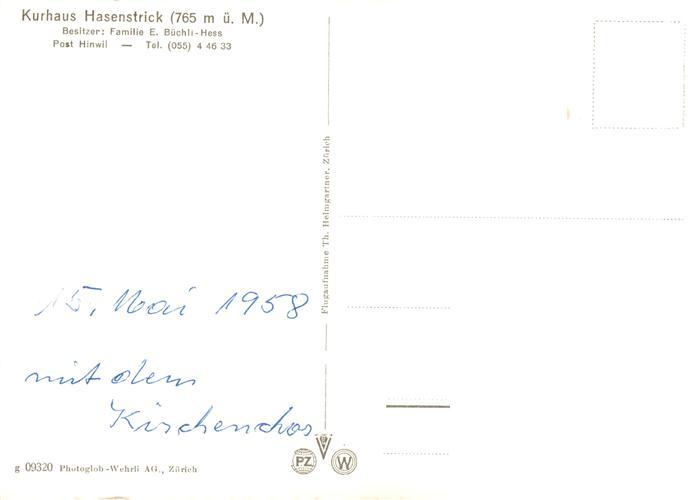 Kurhaus Hasenstrick (765 m ü. M.)
Besitzer: Familie E. Büchli-Hess
Post Hinwil — Tel. (055) 4 46 33
15. Mai 1958
mit dem
Kirchenchor
Flugaufnahme Th. Helmgartner, Zürich
PZ W
g 09320 Photoglob-Wehrli AG., Zürich